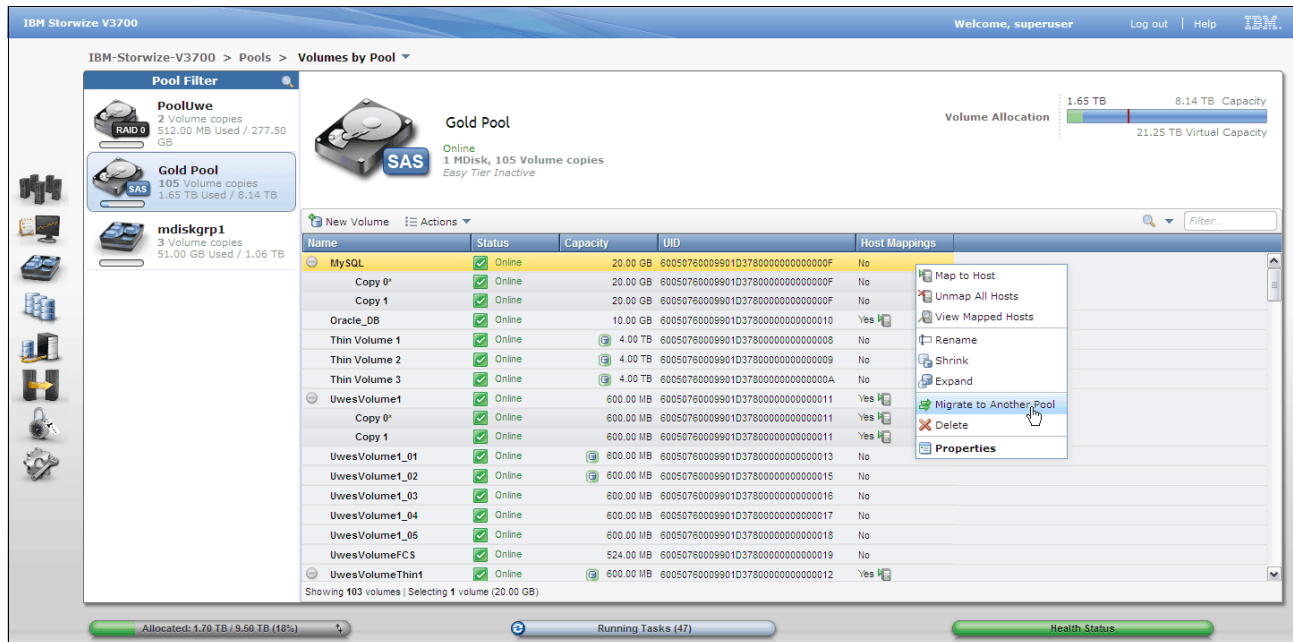 IBM Storwize V3700
Welcome, superuser
Log out | Help
IBM.
IBM-Storwize-V3700 > Pools > Volumes by Pool
Pool Filter
PoolUwe
2 Volume copies
512.00 MB Used / 277.50
GB
RAID 0
Gold Pool
105 Volume copies
1.65 TB Used / 8.14 TB
SAS
mdiskgrp1
3 Volume copies
51.00 GB Used / 1.06 TB
SAS
Gold Pool
Online
1 MDisk, 105 Volume copies
Easy Tier Inactive
Volume Allocation
1.65 TB 8.14 TB Capacity
21.25 TB Virtual Capacity
New Volume Actions Filter...
Name Status Capacity UID Host Mappings
MySQL Online 20.00 GB 60050760009901D3780000000000000F No
Copy 0* Online 20.00 GB 60050760009901D3780000000000000F No
Copy 1 Online 20.00 GB 60050760009901D3780000000000000F No
Oracle_DB Online 10.00 GB 60050760009901D37800000000000010 Yes
Thin Volume 1 Online 4.00 TB 60050760009901D37800000000000008 No
Thin Volume 2 Online 4.00 TB 60050760009901D37800000000000009 No
Thin Volume 3 Online 4.00 TB 60050760009901D3780000000000000A No
UwesVolume1 Online 600.00 MB 60050760009901D37800000000000011 Yes
Copy 0* Online 600.00 MB 60050760009901D37800000000000011 Yes
Copy 1 Online 600.00 MB 60050760009901D37800000000000011 Yes
UwesVolume1_01 Online 600.00 MB 60050760009901D37800000000000013 No
UwesVolume1_02 Online 600.00 MB 60050760009901D37800000000000015 No
UwesVolume1_03 Online 600.00 MB 60050760009901D37800000000000016 No
UwesVolume1_04 Online 600.00 MB 60050760009901D37800000000000017 No
UwesVolume1_05 Online 600.00 MB 60050760009901D37800000000000018 No
UwesVolumeFCS Online 524.00 MB 60050760009901D37800000000000019 No
UwesVolumeThin1 Online 600.00 MB 60050760009901D37800000000000012 Yes
Map to Host
Unmap All Hosts
View Mapped Hosts
Rename
Shrink
Expand
Migrate to Another Pool
Delete
Properties
Showing 103 volumes | Selecting 1 volume (20.00 GB)
Allocated: 1.70 TB / 9.50 TB (18%)
Running Tasks (47)
Health Status